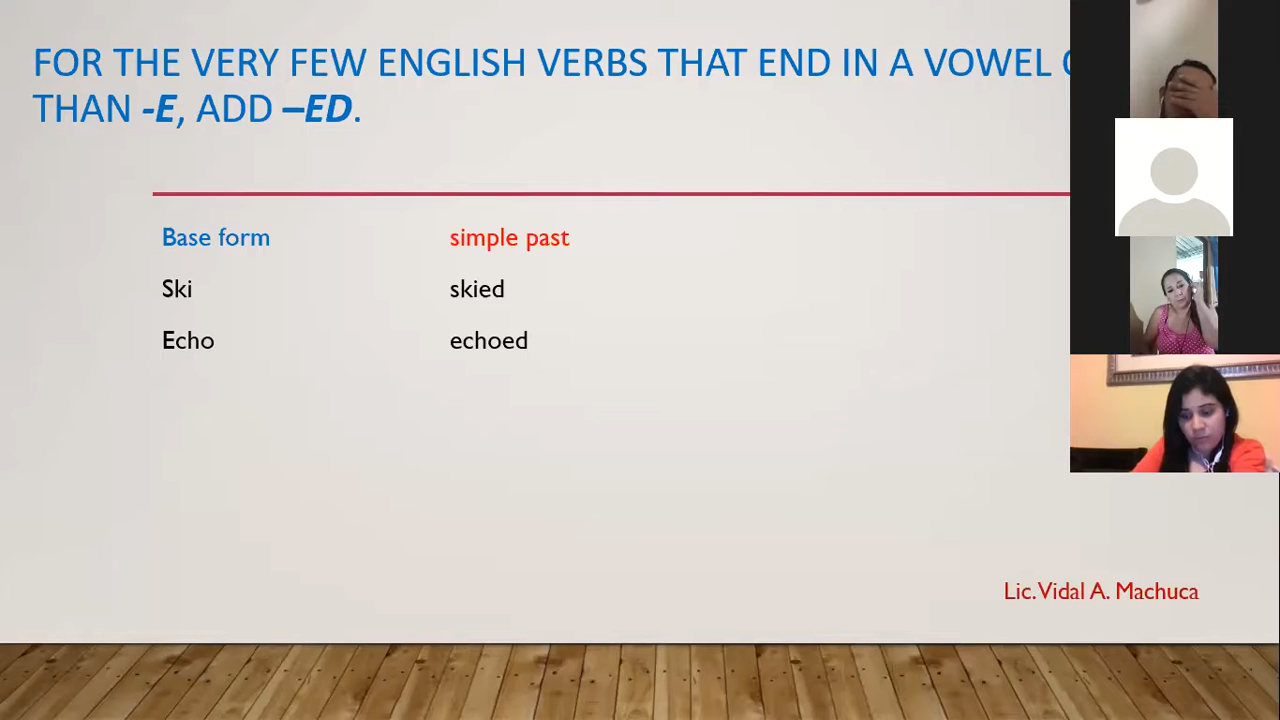 FOR THE VERY FEW ENGLISH VERBS THAT END IN A VOWEL
THAN -E, ADD –ED.
Base form simple past
Ski skied
Echo echoed
Lic. Vidal A. Machuca